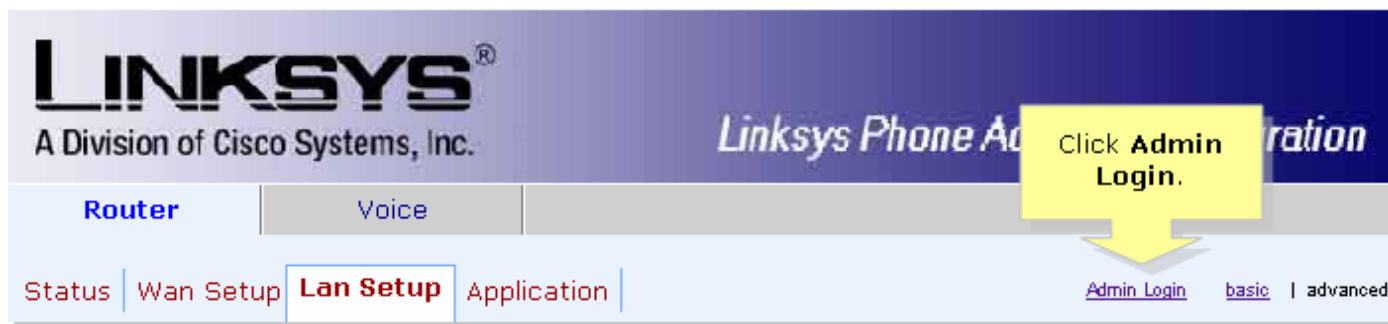 LINKSYS®
A Division of Cisco Systems, Inc.
Linksys Phone Ad
ration
Click Admin
Login.
Router Voice
Status Wan Setup Lan Setup Application Admin Login basic | advanced